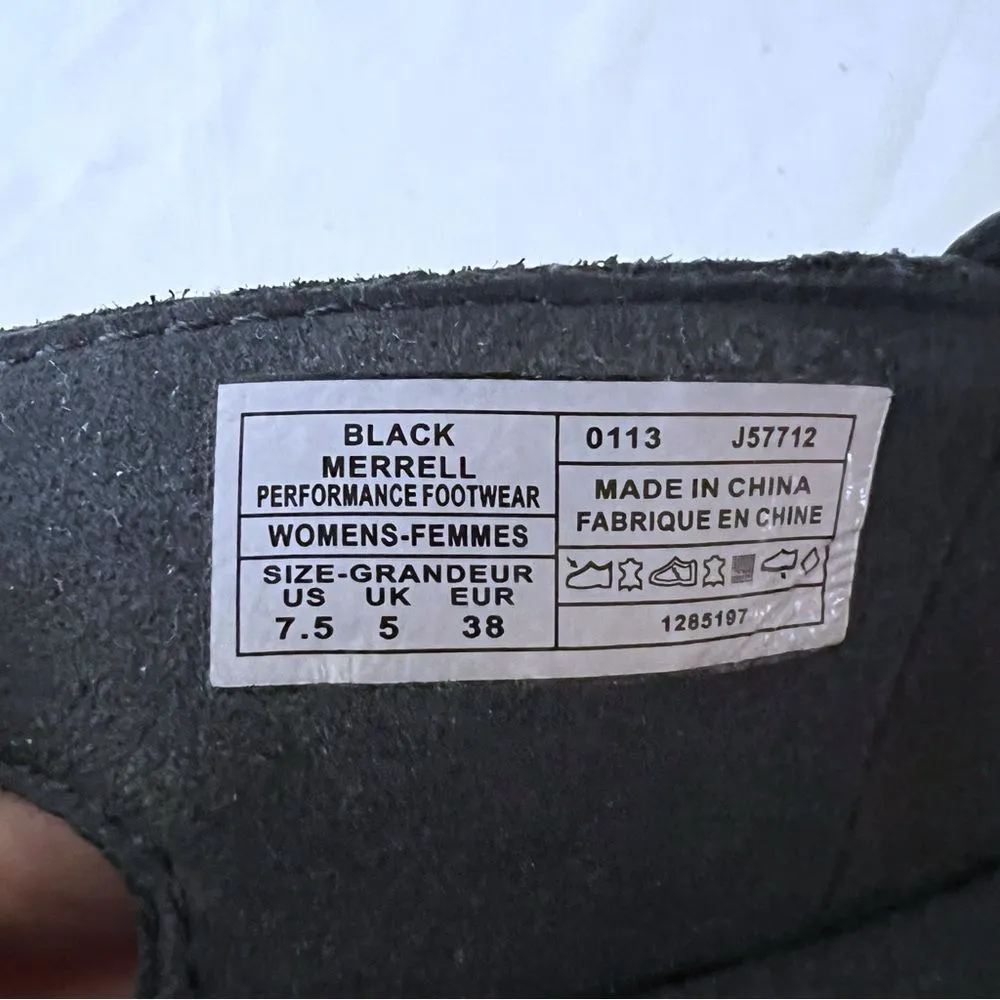 BLACK
MERRELL
PERFORMANCE FOOTWEAR
WOMENS-FEMMES
SIZE-GRANDEUR
US UK EUR
7.5 5 38
0113 J57712
MADE IN CHINA
FABRIQUE EN CHINE
1285197